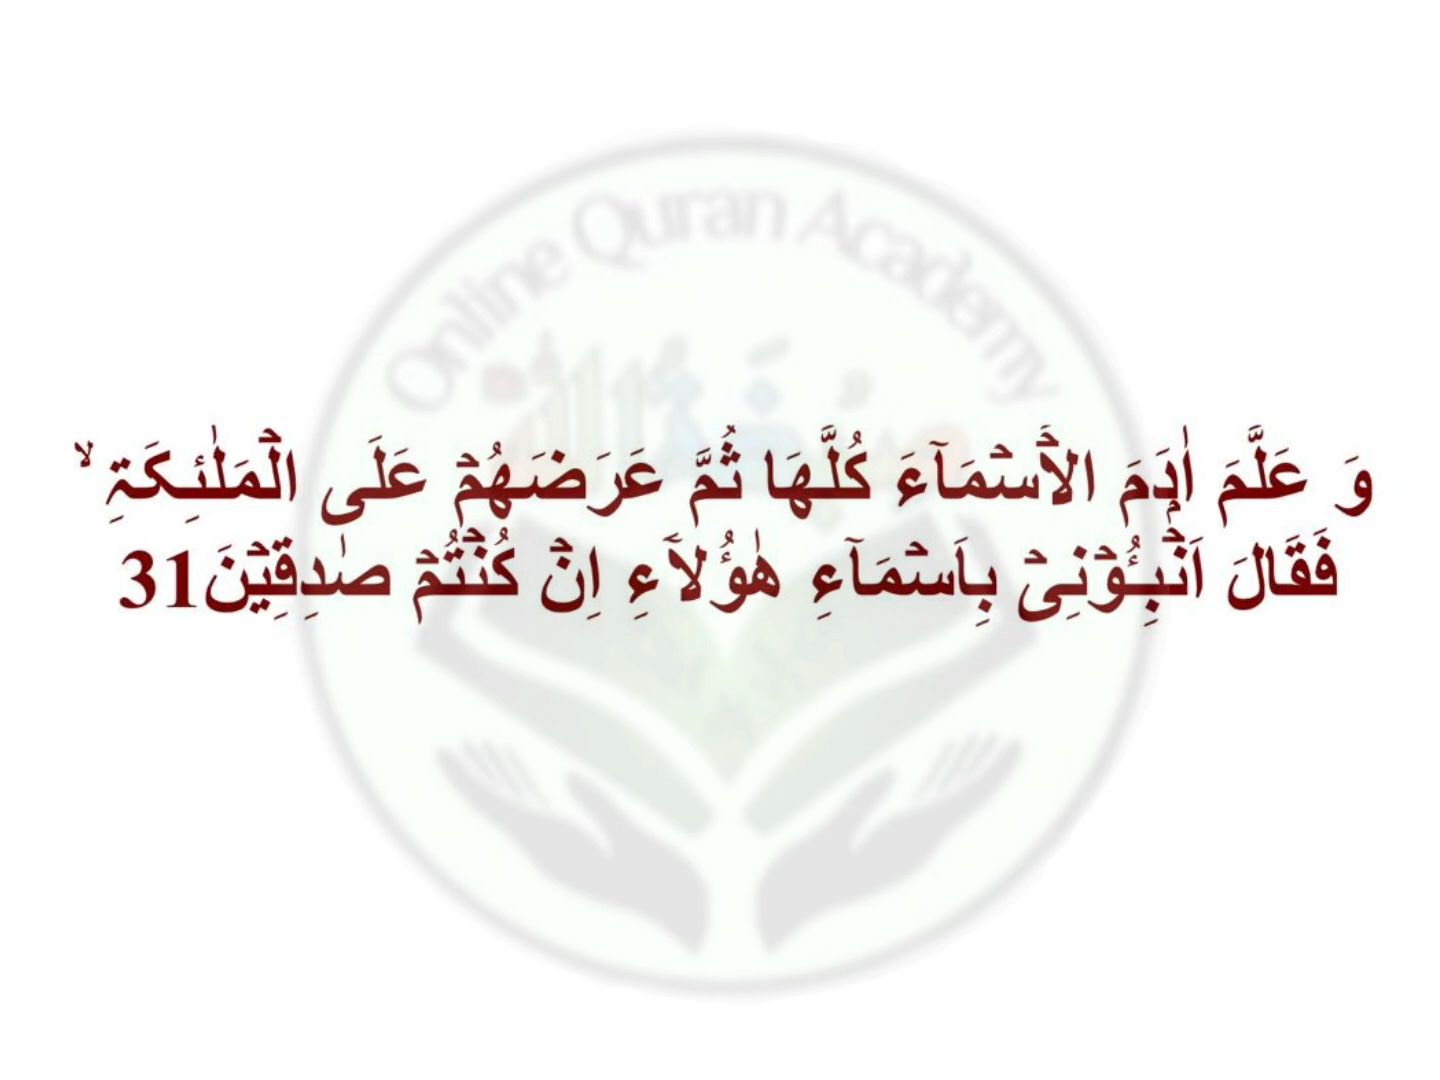 Online Quran Academy
وَ عَلَّمَ اٰدَمَ الۡاَسۡمَآءَ کُلَّہَا ثُمَّ عَرَضَہُمۡ عَلَی الۡمَلٰٓئِکَۃِ ۙ
فَقَالَ اَنۡۢبِـُٔوۡنِیۡ بِاَسۡمَآءِ ہٰۤؤُلَآءِ اِنۡ کُنۡتُمۡ صٰدِقِیۡنَ31